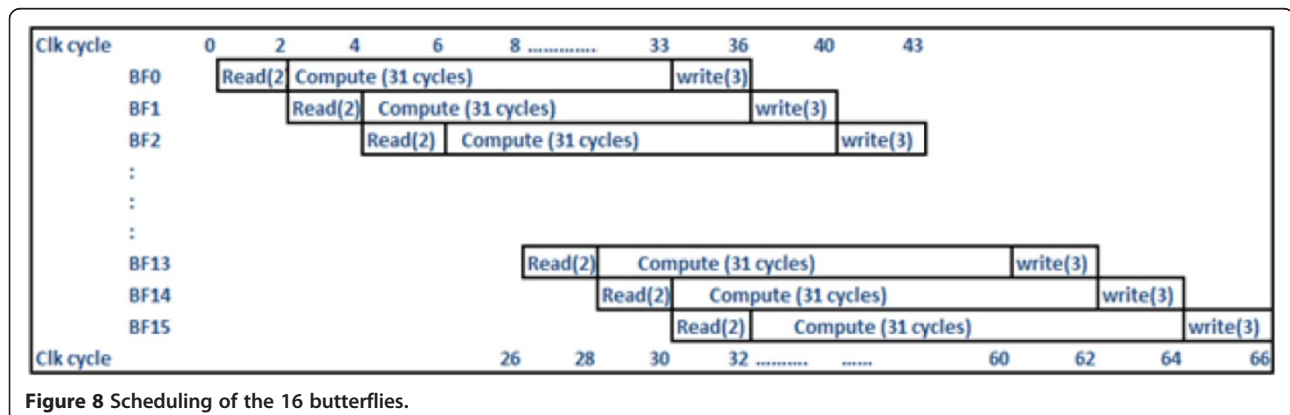 Clk cycle 0 2 4 6 8 .............. 33 36 40 43
BF0 Read(2) Compute (31 cycles) write(3)
BF1 Read(2) Compute (31 cycles) write(3)
BF2 Read(2) Compute (31 cycles) write(3)
:
:
:
BF13 Read(2) Compute (31 cycles) write(3)
BF14 Read(2) Compute (31 cycles) write(3)
BF15 Read(2) Compute (31 cycles) write(3)
Clk cycle 26 28 30 32 .......... ...... 60 62 64 66
Figure 8 Scheduling of the 16 butterflies.